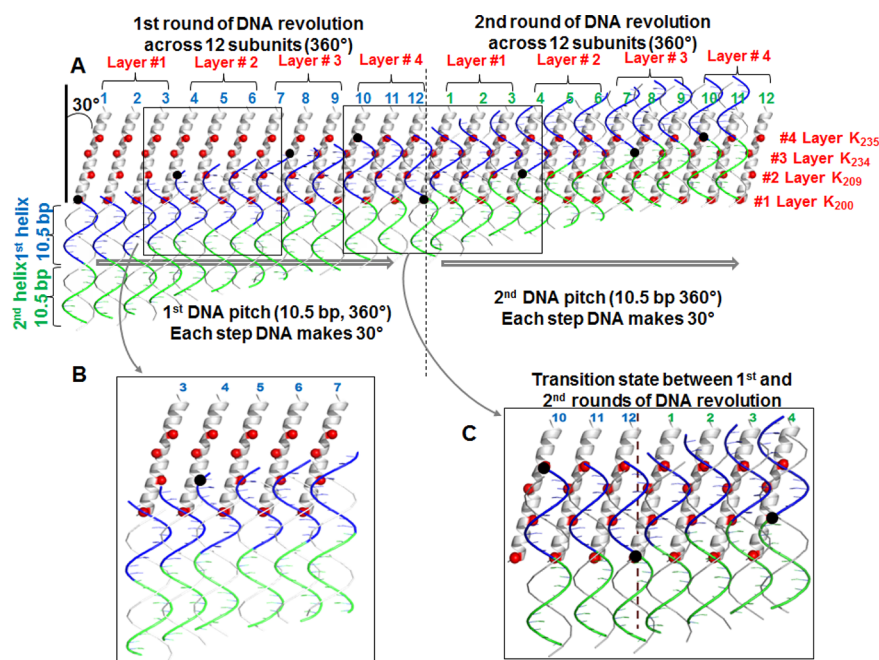 1st round of DNA revolution
across 12 subunits (360°)
2nd round of DNA revolution
across 12 subunits (360°)
A
Layer #1
Layer # 2
Layer # 3
Layer # 4
Layer #1
Layer # 2
Layer # 3
Layer # 4
30°
1 2 3 4 5 6 7 8 9 10 11 12
1 2 3 4 5 6 7 8 9 10 11 12
#4 Layer K235
#3 Layer K234
#2 Layer K209
#1 Layer K200
1st helix
10.5 bp
2nd helix
10.5 bp
1st DNA pitch (10.5 bp, 360°)
Each step DNA makes 30°
2nd DNA pitch (10.5 bp 360°)
Each step DNA makes 30°
B
3 4 5 6 7
Transition state between 1st and
2nd rounds of DNA revolution
C
10 11 12 1 2 3 4